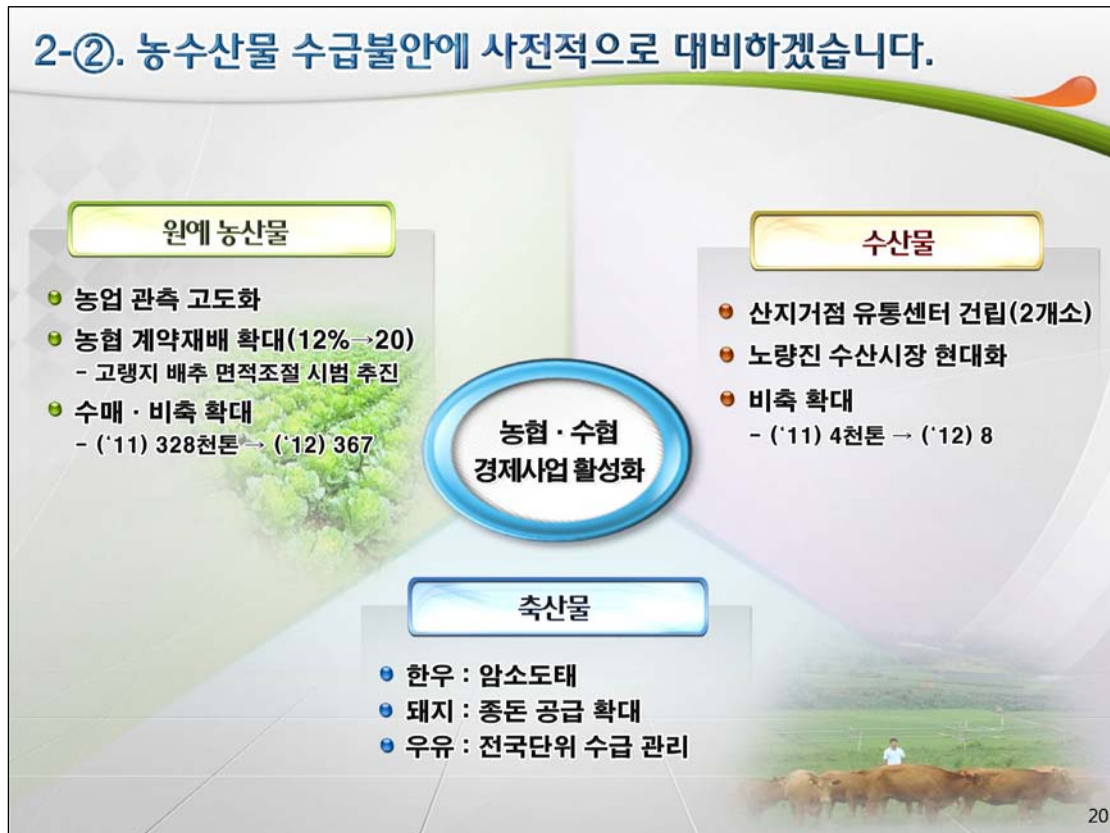 2-②. 농수산물 수급불안에 사전적으로 대비하겠습니다.
원예 농산물
농업 관측 고도화
농협 계약재배 확대(12%→20)
- 고랭지 배추 면적조절 시범 추진
수매 · 비축 확대
- (‘11) 328천톤 → (‘12) 367
수산물
산지거점 유통센터 건립(2개소)
노량진 수산시장 현대화
비축 확대
- (‘11) 4천톤 → (‘12) 8
농협 · 수협
경제사업 활성화
축산물
한우 : 암소도태
돼지 : 종돈 공급 확대
우유 : 전국단위 수급 관리
20